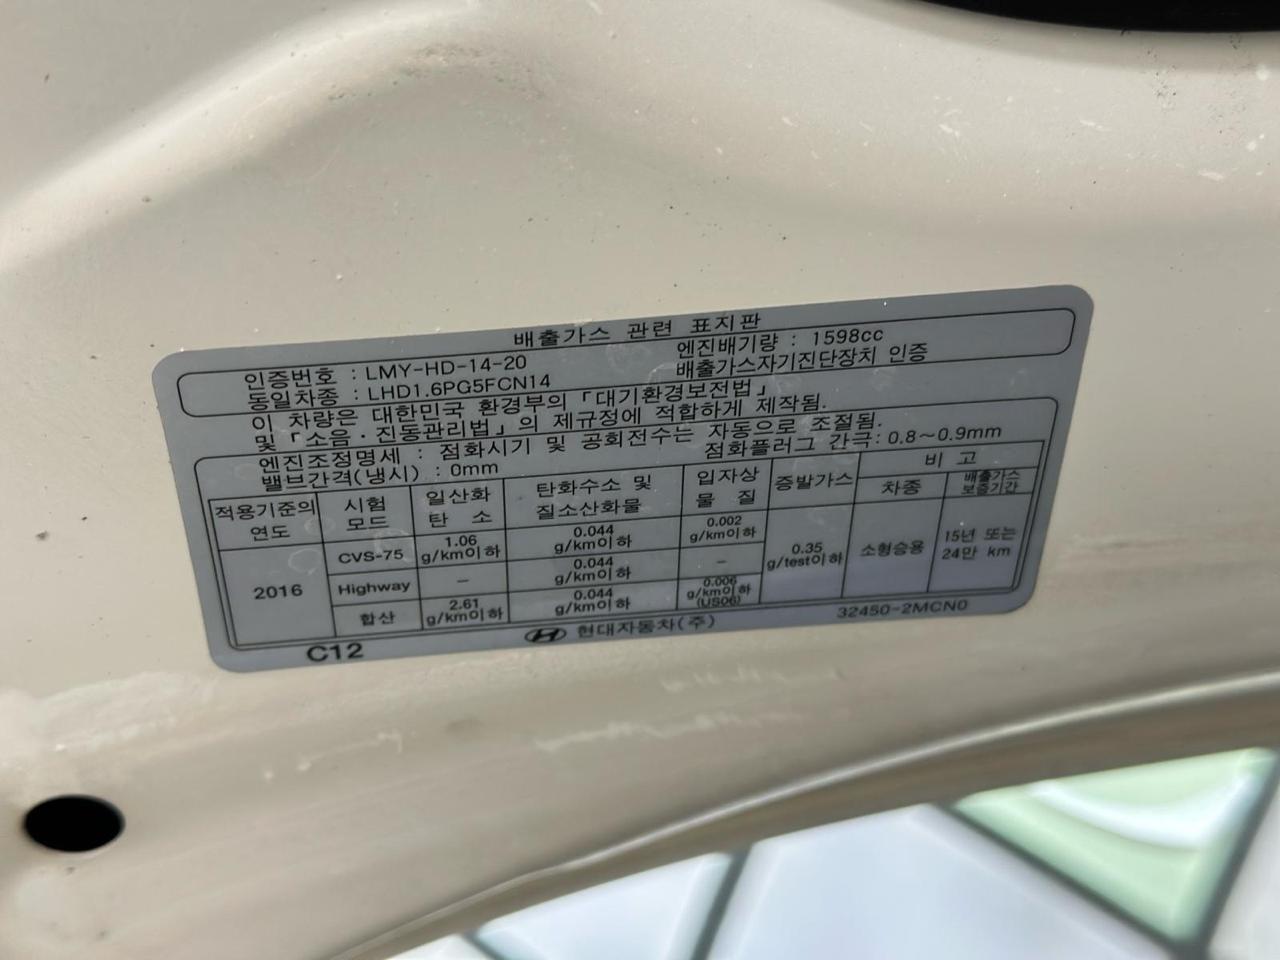 배출가스 관련 표지판
인증번호 : LMY-HD-14-20 엔진배기량 : 1598cc
동일차종 : LHD1.6PG5FCN14 배출가스자기진단장치 인증
이 차량은 대한민국 환경부의 「대기환경보전법」
및 「소음·진동관리법」의 제규정에 적합하게 제작됨.
엔진조정명세 : 점화시기 및 공회전수는 자동으로 조절됨.
밸브간격(냉시) : 0mm 점화플러그 간극: 0.8~0.9mm
적용기준의 연도 시험 모드 일산화 탄 소 탄화수소 및 질소산화물 입자상 물 질 증발가스 비 고
차종 배출가스 보증기간
2016 CVS-75 1.06 g/km이하 0.044 g/km이하 0.002 g/km이하 0.35 g/test이하 소형승용 15년 또는 24만 km
Highway - 0.044 g/km이하 -
합산 2.61 g/km이하 0.044 g/km이하 0.006 g/km이하 (US06)
C12 현대자동차(주) 32450-2MCN0